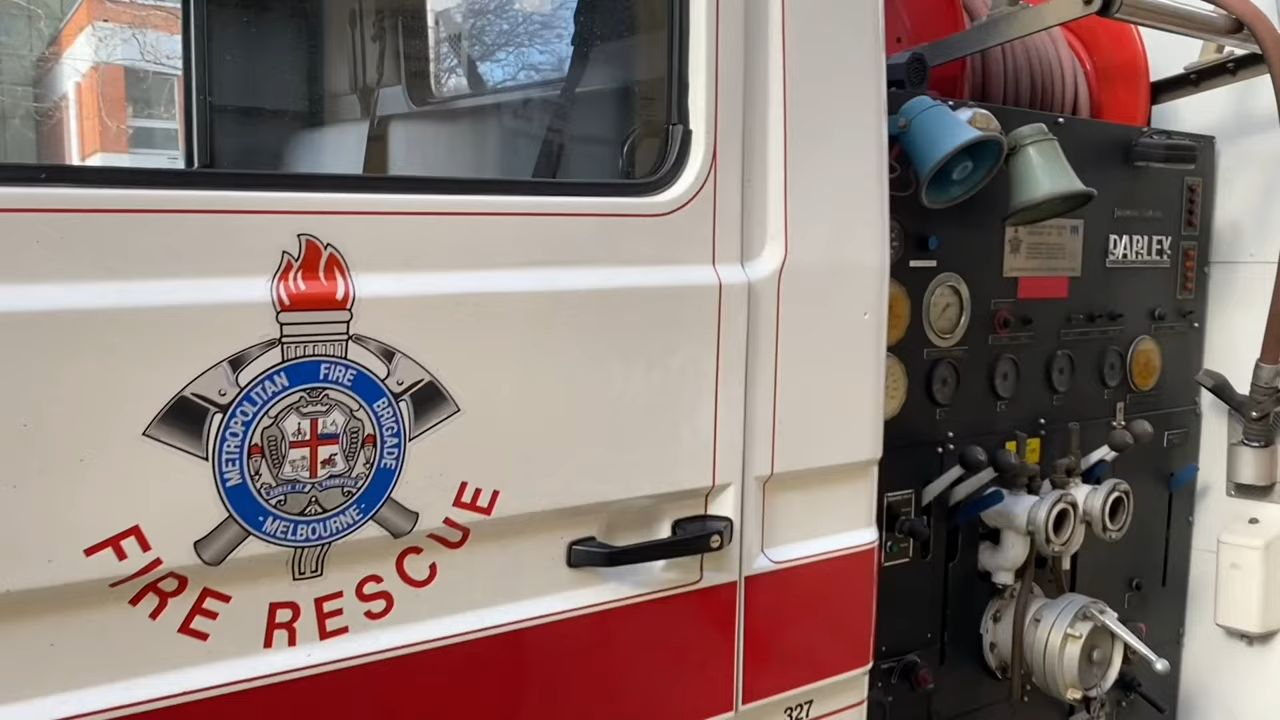 METROPOLITAN FIRE BRIGADE
- MELBOURNE -
FIRE RESCUE
DARLEY
327